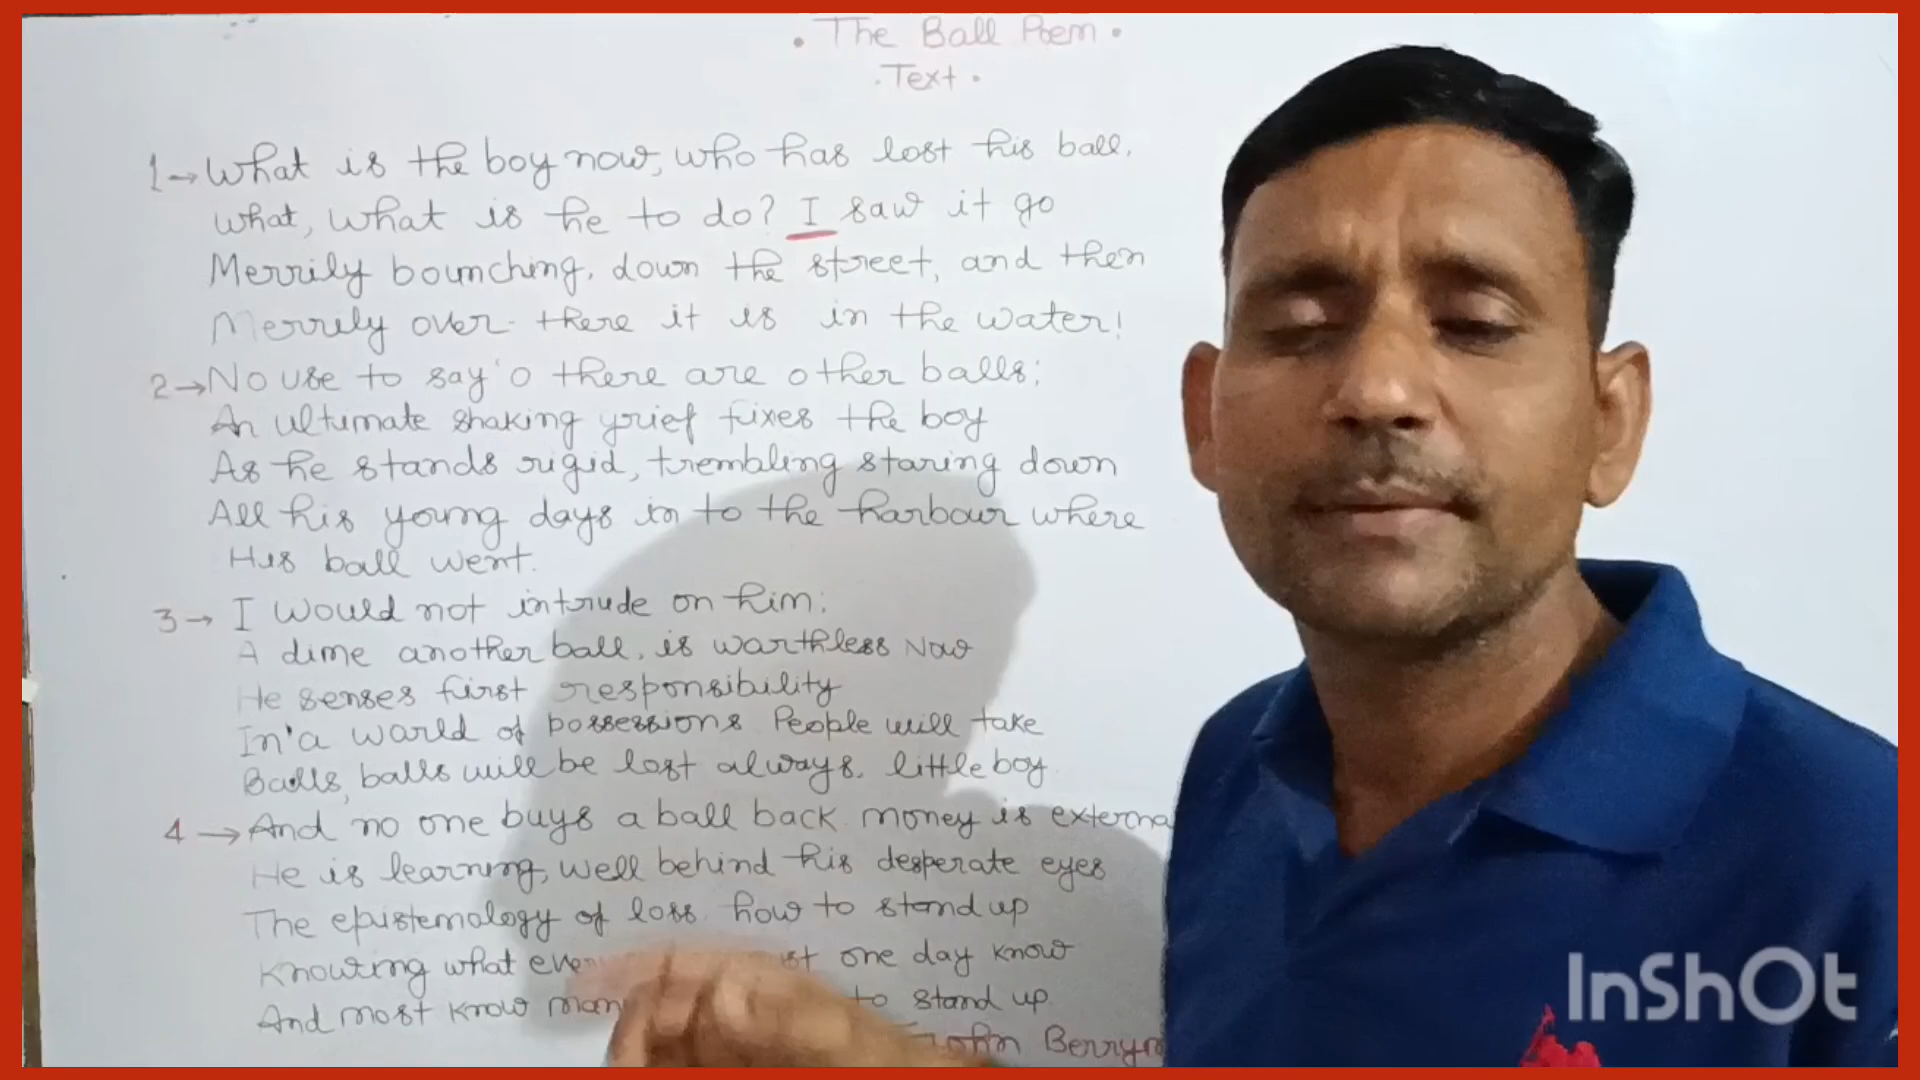 • The Ball Poem •
• Text •
1→ What is the boy now, who has lost his ball.
What, What is he to do? I saw it go
Merrily bounching, down the street, and then
Merrily over there it is in the water!
2→ No use to say 'o there are other balls;
An ultimate shaking grief fixes the boy
As he stands rigid, trembling staring down
All his young days in to the harbour where
His ball went.
3→ I would not intrude on him;
A dime another ball, is warthless Now
He senses first responsibility
In a warld of possessions People will take
Balls, balls will be lost always, little boy
4→ And no one buys a ball back money is externa
He is learning, well behind his desperate eyes
The epistemology of loss how to stand up
Knowing what every one day know
And most know many to stand up
John Berrym
InShOt